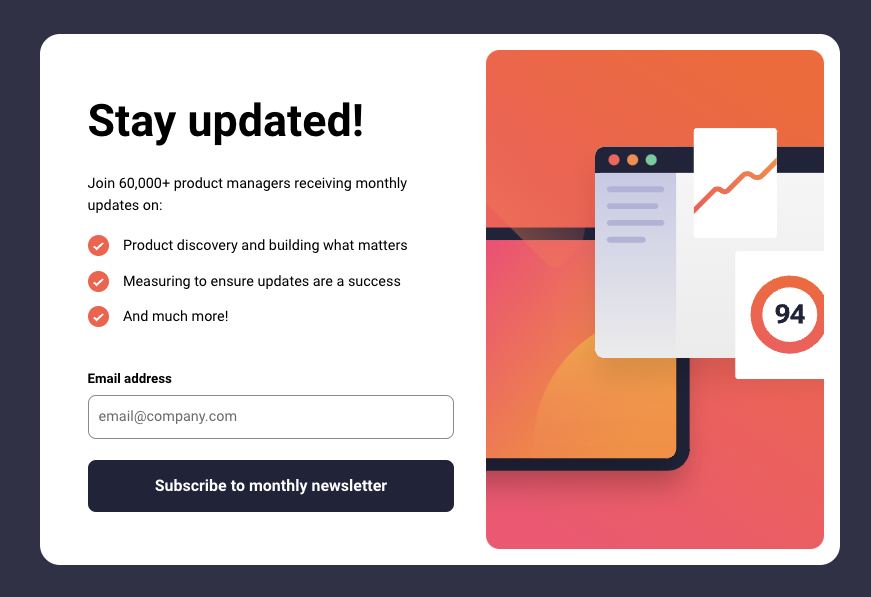 Stay updated!
Join 60,000+ product managers receiving monthly
updates on:
Product discovery and building what matters
Measuring to ensure updates are a success
And much more!
Email address
email@company.com
Subscribe to monthly newsletter
94